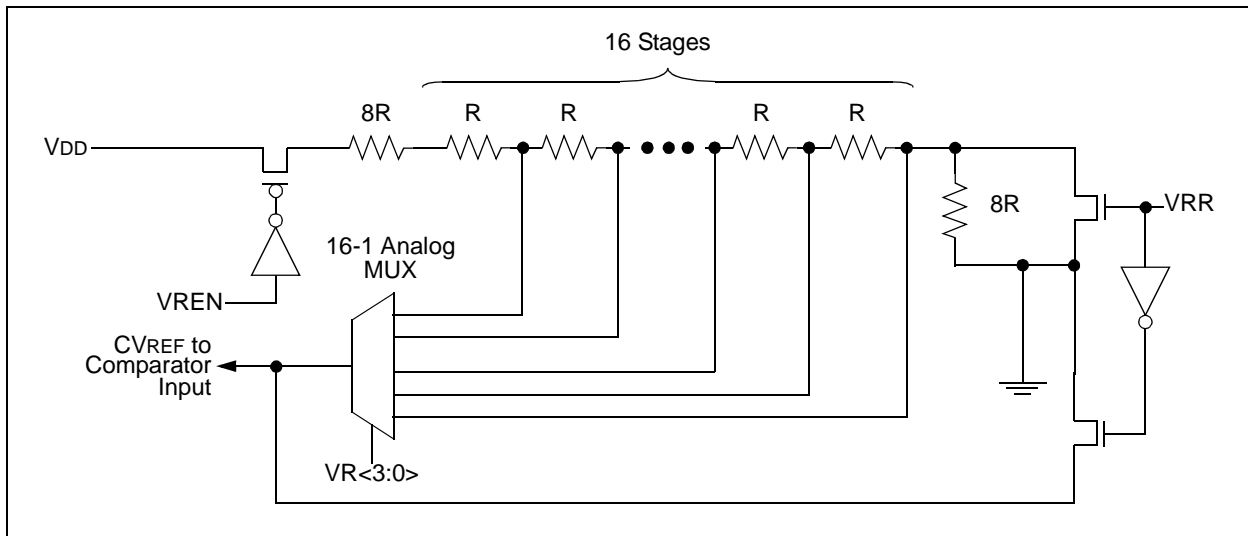 16 Stages
8R
R
R
R
R
VDD
8R
VRR
16-1 Analog
MUX
VREN
CVREF to
Comparator
Input
VR<3:0>